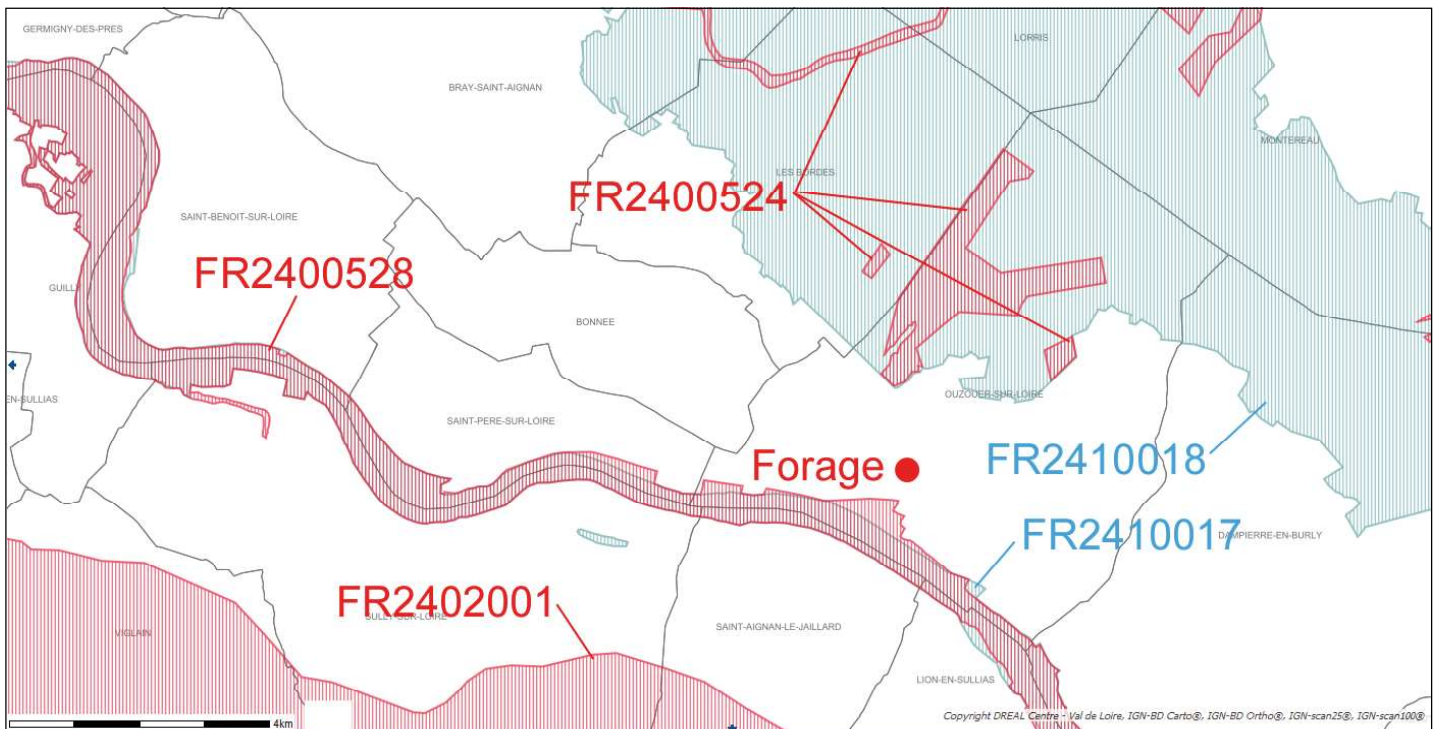 GERMIGNY-DES-PRES
LORRIS
BRAY-SAINT-AIGNAN
MONTEREAU
LES BORDES
FR2400524
SAINT-BENOIT-SUR-LOIRE
FR2400528
GUILLY
BONNEE
EN-SULLIAS
OUZOUER-SUR-LOIRE
SAINT-PERE-SUR-LOIRE
Forage
FR2410018
FR2410017
DAMPIERRE-EN-BURLY
FR2402001
SULLY-SUR-LOIRE
VIGLAIN
SAINT-AIGNAN-LE-JAILLARD
LION-EN-SULLIAS
4km
Copyright DREAL Centre - Val de Loire, IGN-BD Carto®, IGN-BD Ortho®, IGN-scan25®, IGN-scan100®